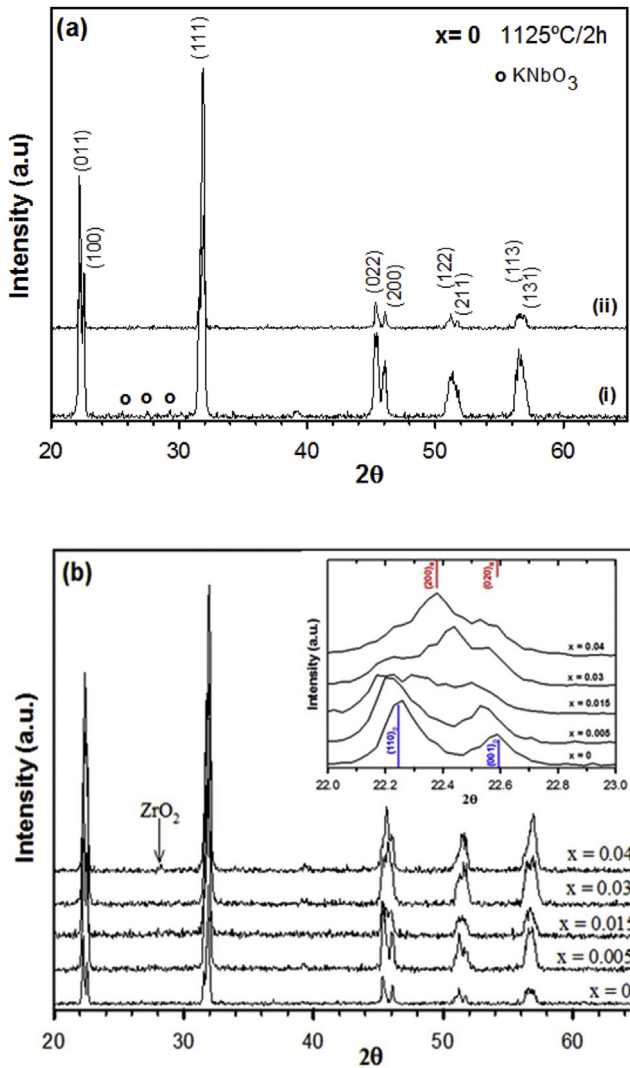 (a)
x= 0 1125ºC/2h
o KNbO3
(111)
(011)
(100)
(022)
(200)
(122)
(211)
(113)
(131)
(ii)
(i)
o o o
Intensity (a.u)
20 30 40 50 60
2θ
(b)
(200)
(020)
x = 0.04
x = 0.03
x = 0.015
x = 0.005
x = 0
(110)
(001)
Intensity (a.u.)
22.0 22.2 22.4 22.6 22.8 23.0
2θ
ZrO2
x = 0.04
x = 0.03
x = 0.015
x = 0.005
x = 0
Intensity (a.u.)
20 30 40 50 60
2θ